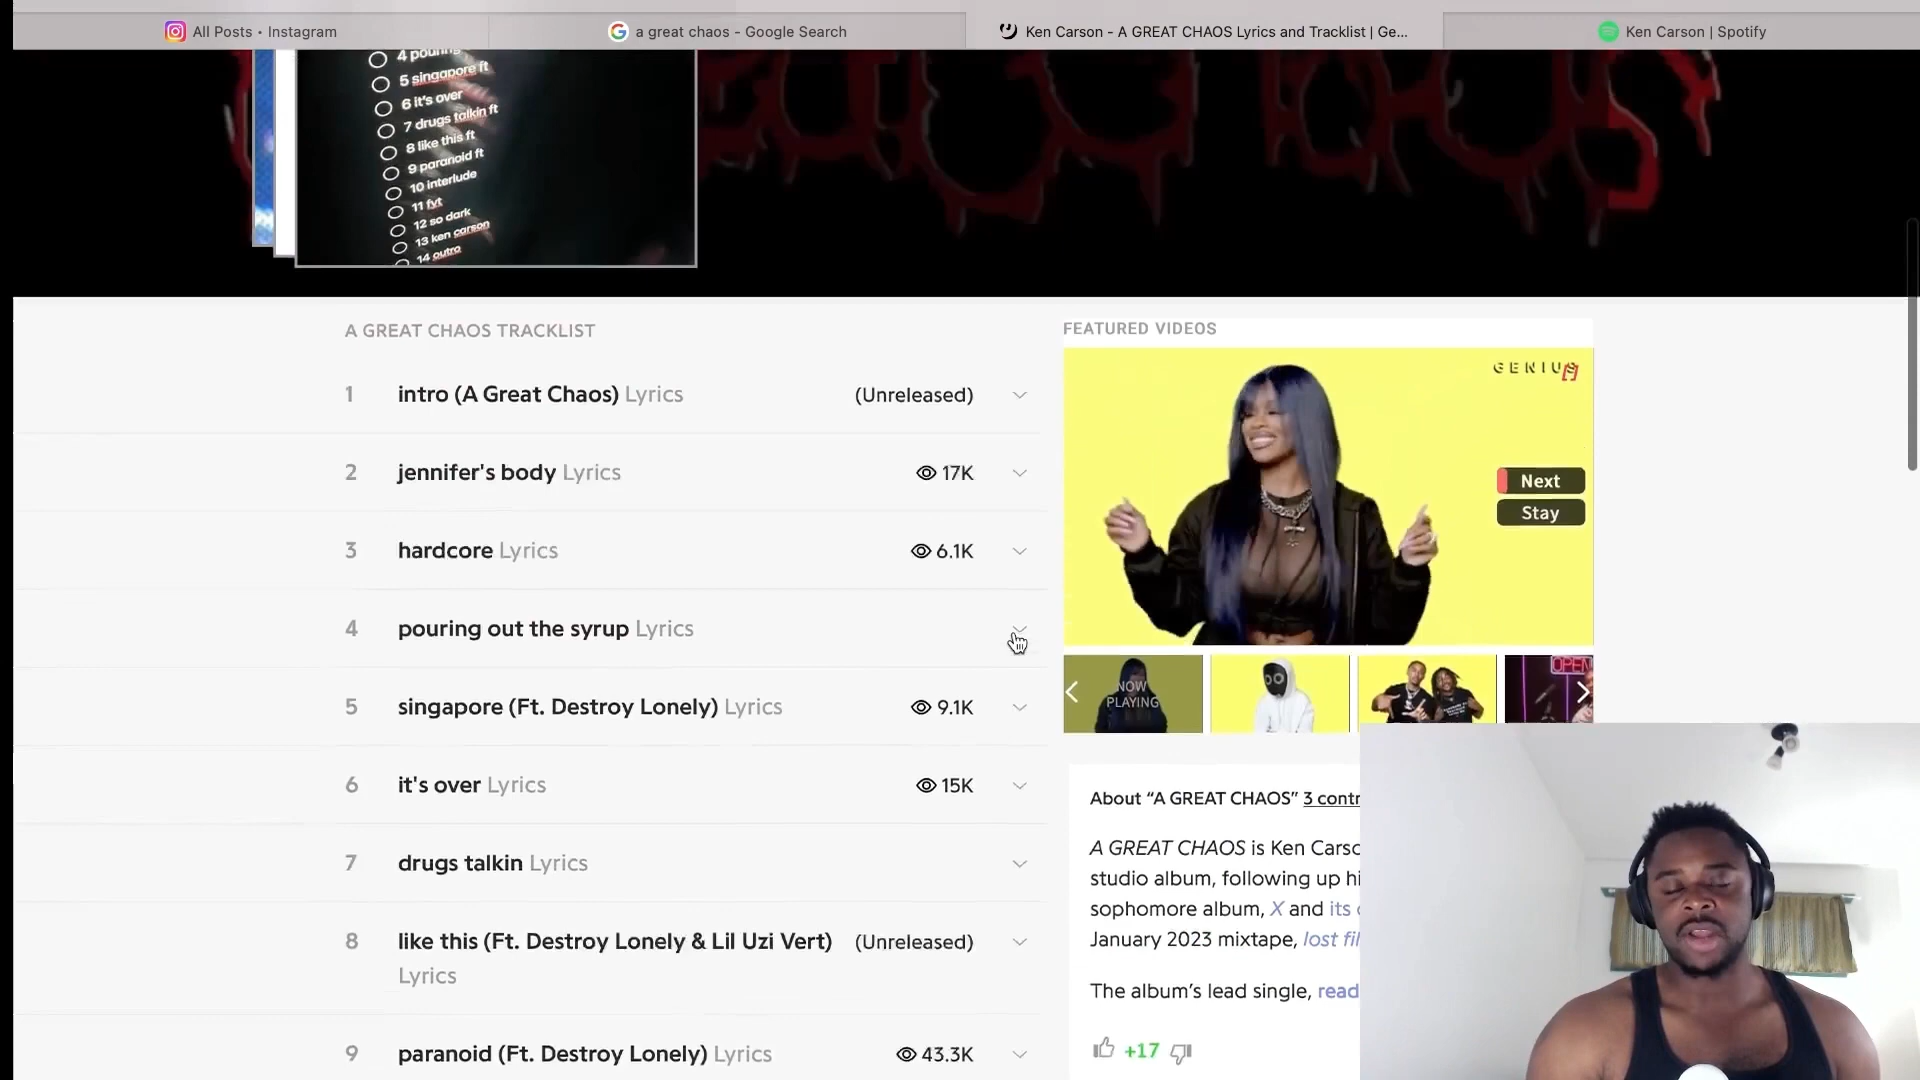 All Posts • Instagram
a great chaos - Google Search
Ken Carson - A GREAT CHAOS Lyrics and Tracklist | Ge...
Ken Carson | Spotify
4 pouring
5 singapore ft
6 it's over
7 drugs talkin ft
8 like this ft
9 paranoid ft
10 interlude
11 fvt
12 so dark
13 ken carson
14 outro
A GREAT CHAOS TRACKLIST
1 intro (A Great Chaos) Lyrics (Unreleased)
2 jennifer's body Lyrics 17K
3 hardcore Lyrics 6.1K
4 pouring out the syrup Lyrics
5 singapore (Ft. Destroy Lonely) Lyrics 9.1K
6 it's over Lyrics 15K
7 drugs talkin Lyrics
8 like this (Ft. Destroy Lonely & Lil Uzi Vert) (Unreleased)
Lyrics
9 paranoid (Ft. Destroy Lonely) Lyrics 43.3K
FEATURED VIDEOS
GENIUS
Next
Stay
NOW
PLAYING
OPEN
About “A GREAT CHAOS” 3 contr
A GREAT CHAOS is Ken Carso
studio album, following up hi
sophomore album, X and its
January 2023 mixtape, lost fil
The album’s lead single, read
+17